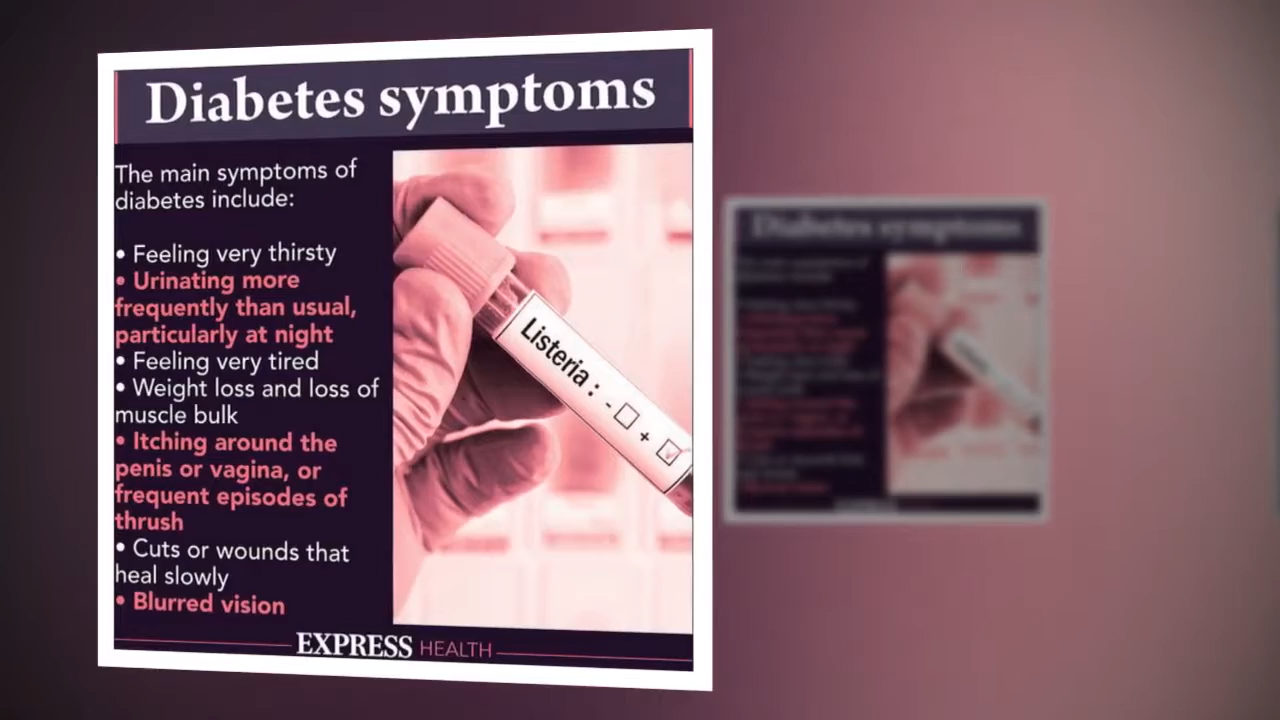 Diabetes symptoms
The main symptoms of
diabetes include:
• Feeling very thirsty
• Urinating more
frequently than usual,
particularly at night
• Feeling very tired
• Weight loss and loss of
muscle bulk
• Itching around the
penis or vagina, or
frequent episodes of
thrush
• Cuts or wounds that
heal slowly
• Blurred vision
Listeria :
- ☐
+ ☑
EXPRESS HEALTH
Diabetes symptoms